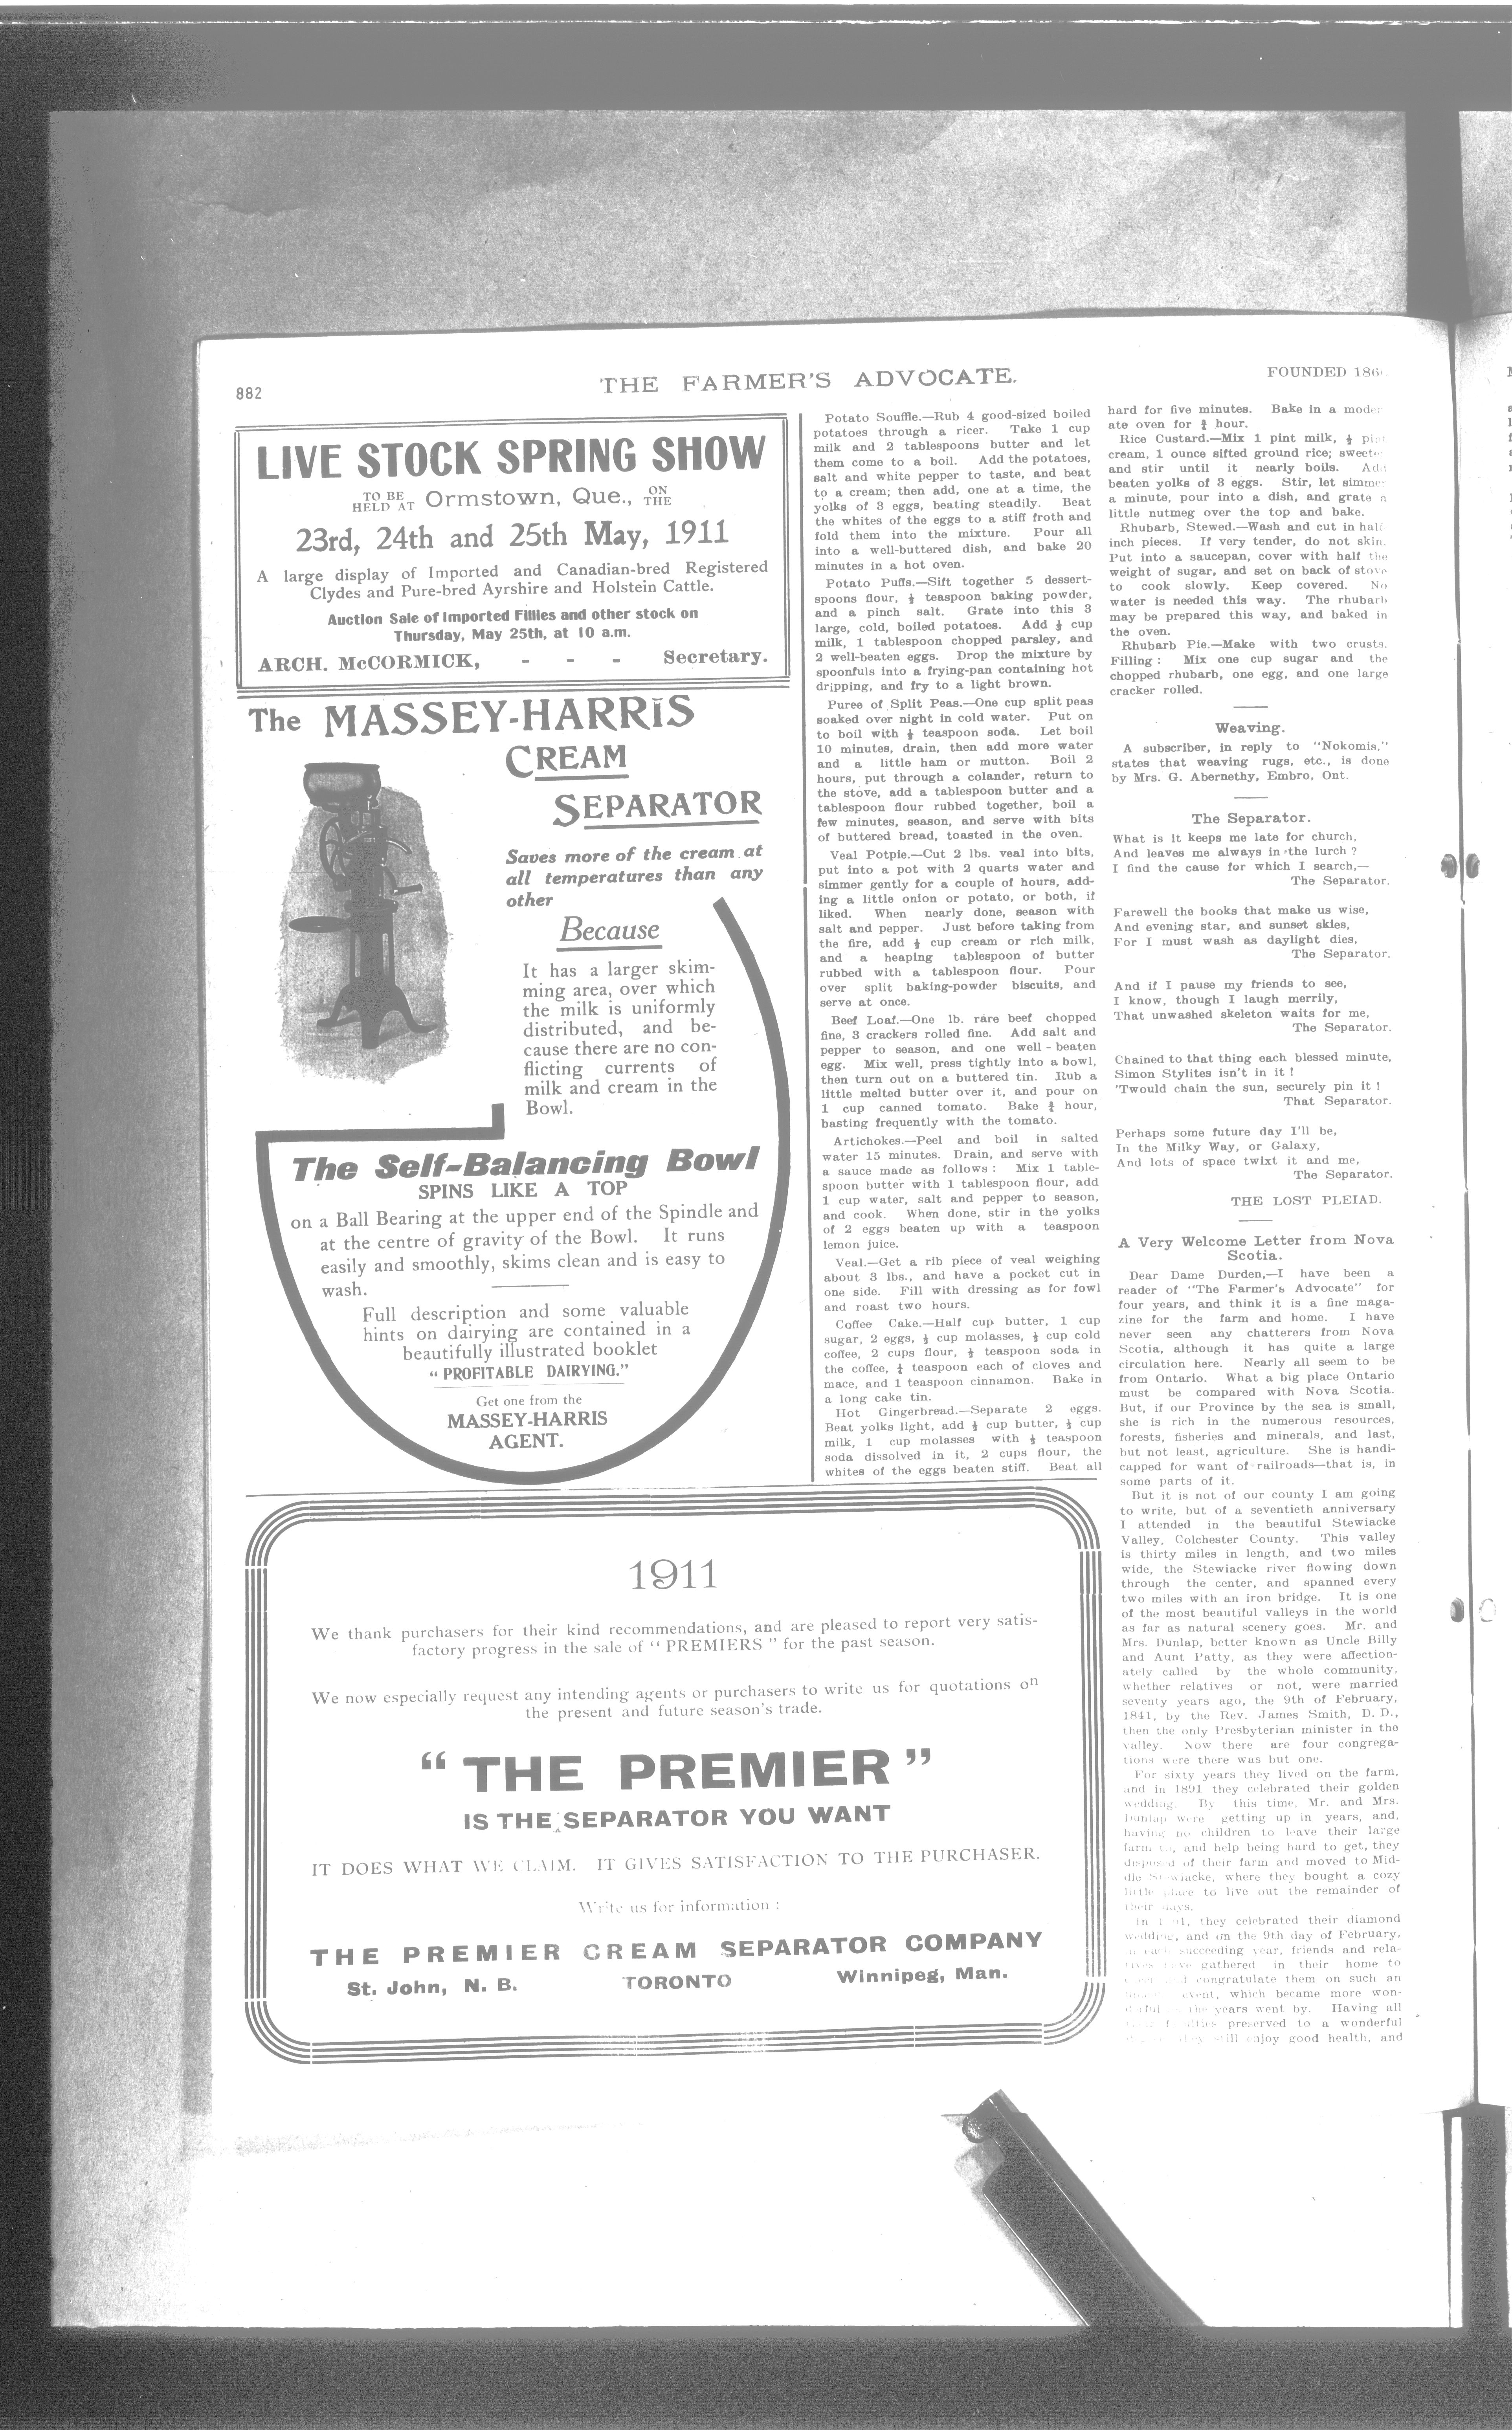 882
THE FARMER'S ADVOCATE.
FOUNDED 186
LIVE STOCK SPRING SHOW
TO BE HELD AT Ormstown, Que., ON THE
23rd, 24th and 25th May, 1911
A large display of Imported and Canadian-bred Registered
Clydes and Pure-bred Ayrshire and Holstein Cattle.
Auction Sale of Imported Fillies and other stock on
Thursday, May 25th, at 10 a.m.
ARCH. McCORMICK, - - - Secretary.
The MASSEY-HARRIS
CREAM
SEPARATOR
Saves more of the cream at
all temperatures than any
other
Because
It has a larger skim-
ming area, over which
the milk is uniformly
distributed, and be-
cause there are no con-
flicting currents of
milk and cream in the
Bowl.
The Self-Balancing Bowl
SPINS LIKE A TOP
on a Ball Bearing at the upper end of the Spindle and
at the centre of gravity of the Bowl. It runs
easily and smoothly, skims clean and is easy to
wash.
Full description and some valuable
hints on dairying are contained in a
beautifully illustrated booklet
"PROFITABLE DAIRYING."
Get one from the
MASSEY-HARRIS
AGENT.
1911
We thank purchasers for their kind recommendations, and are pleased to report very satis-
factory progress in the sale of "PREMIERS" for the past season.
We now especially request any intending agents or purchasers to write us for quotations on
the present and future season's trade.
"THE PREMIER"
IS THE SEPARATOR YOU WANT
IT DOES WHAT WE CLAIM. IT GIVES SATISFACTION TO THE PURCHASER.
Write us for information :
THE PREMIER CREAM SEPARATOR COMPANY
St. John, N. B. TORONTO Winnipeg, Man.
Potato Souffle.—Rub 4 good-sized boiled
potatoes through a ricer. Take 1 cup
milk and 2 tablespoons butter and let
them come to a boil. Add the potatoes,
salt and white pepper to taste, and beat
to a cream; then add, one at a time, the
yolks of 3 eggs, beating steadily. Beat
the whites of the eggs to a stiff froth and
fold them into the mixture. Pour all
into a well-buttered dish, and bake 20
minutes in a hot oven.
Potato Puffs.—Sift together 5 dessert-
spoons flour, ½ teaspoon baking powder,
and a pinch salt. Grate into this 3
large, cold, boiled potatoes. Add ½ cup
milk, 1 tablespoon chopped parsley, and
2 well-beaten eggs. Drop the mixture by
spoonfuls into a frying-pan containing hot
dripping, and fry to a light brown.
Puree of Split Peas.—One cup split peas
soaked over night in cold water. Put on
to boil with ½ teaspoon soda. Let boil
10 minutes, drain, then add more water
and a little ham or mutton. Boil 2
hours, put through a colander, return to
the stove, add a tablespoon butter and a
tablespoon flour rubbed together, boil a
few minutes, season, and serve with bits
of buttered bread, toasted in the oven.
Veal Potpie.—Cut 2 lbs. veal into bits,
put into a pot with 2 quarts water and
simmer gently for a couple of hours, add-
ing a little onion or potato, or both, if
liked. When nearly done, season with
salt and pepper. Just before taking from
the fire, add ½ cup cream or rich milk,
and a heaping tablespoon of butter
rubbed with a tablespoon flour. Pour
over split baking-powder biscuits, and
serve at once.
Beef Loaf.—One lb. rare beef chopped
fine, 3 crackers rolled fine. Add salt and
pepper to season, and one well-beaten
egg. Mix well, press tightly into a bowl,
then turn out on a buttered tin. Rub a
little melted butter over it, and pour on
1 cup canned tomato. Bake ¾ hour,
basting frequently with the tomato.
Artichokes.—Peel and boil in salted
water 15 minutes. Drain, and serve with
a sauce made as follows : Mix 1 table-
spoon butter with 1 tablespoon flour, add
1 cup water, salt and pepper to season,
and cook. When done, stir in the yolks
of 2 eggs beaten up with a teaspoon
lemon juice.
Veal.—Get a rib piece of veal weighing
about 3 lbs., and have a pocket cut in
one side. Fill with dressing as for fowl
and roast two hours.
Coffee Cake.—Half cup butter, 1 cup
sugar, 2 eggs, ½ cup molasses, ½ cup cold
coffee, 2 cups flour, ½ teaspoon soda in
the coffee, ¼ teaspoon each of cloves and
mace, and 1 teaspoon cinnamon. Bake in
a long cake tin.
Hot Gingerbread.—Separate 2 eggs.
Beat yolks light, add ½ cup butter, ½ cup
milk, 1 cup molasses with ½ teaspoon
soda dissolved in it, 2 cups flour, the
whites of the eggs beaten stiff. Beat all
hard for five minutes. Bake in a moder-
ate oven for ¾ hour.
Rice Custard.—Mix 1 pint milk, ½ pint
cream, 1 ounce sifted ground rice; sweeten
and stir until it nearly boils. Add
beaten yolks of 3 eggs. Stir, let simmer
a minute, pour into a dish, and grate a
little nutmeg over the top and bake.
Rhubarb, Stewed.—Wash and cut in half-
inch pieces. If very tender, do not skin.
Put into a saucepan, cover with half the
weight of sugar, and set on back of stove
to cook slowly. Keep covered. No
water is needed this way. The rhubarb
may be prepared this way, and baked in
the oven.
Rhubarb Pie.—Make with two crusts.
Filling : Mix one cup sugar and the
chopped rhubarb, one egg, and one large
cracker rolled.
Weaving.
A subscriber, in reply to "Nokomis,"
states that weaving rugs, etc., is done
by Mrs. G. Abernethy, Embro, Ont.
The Separator.
What is it keeps me late for church,
And leaves me always in the lurch ?
I find the cause for which I search,—
The Separator.
Farewell the books that make us wise,
And evening star, and sunset skies,
For I must wash as daylight dies,
The Separator.
And if I pause my friends to see,
I know, though I laugh merrily,
That unwashed skeleton waits for me,
The Separator.
Chained to that thing each blessed minute,
Simon Stylites isn't in it !
'Twould chain the sun, securely pin it !
That Separator.
Perhaps some future day I'll be,
In the Milky Way, or Galaxy,
And lots of space twixt it and me,
The Separator.
THE LOST PLEIAD.
A Very Welcome Letter from Nova
Scotia.
Dear Dame Durden,—I have been a
reader of "The Farmer's Advocate" for
four years, and think it is a fine maga-
zine for the farm and home. I have
never seen any chatterers from Nova
Scotia, although it has quite a large
circulation here. Nearly all seem to be
from Ontario. What a big place Ontario
must be compared with Nova Scotia.
But, if our Province by the sea is small,
she is rich in the numerous resources,
forests, fisheries and minerals, and last,
but not least, agriculture. She is handi-
capped for want of railroads—that is, in
some parts of it.
But it is not of our county I am going
to write, but of a seventieth anniversary
I attended in the beautiful Stewiacke
Valley, Colchester County. This valley
is thirty miles in length, and two miles
wide, the Stewiacke river flowing down
through the center, and spanned every
two miles with an iron bridge. It is one
of the most beautiful valleys in the world
as far as natural scenery goes. Mr. and
Mrs. Dunlap, better known as Uncle Billy
and Aunt Patty, as they were affection-
ately called by the whole community,
whether relatives or not, were married
seventy years ago, the 9th of February,
1841, by the Rev. James Smith, D. D.,
then the only Presbyterian minister in the
valley. Now there are four congrega-
tions were there was but one.
For sixty years they lived on the farm,
and in 1891 they celebrated their golden
wedding. By this time, Mr. and Mrs.
Dunlap were getting up in years, and,
having no children to leave their large
farm to, and help being hard to get, they
disposed of their farm and moved to Mid-
dle Stewiacke, where they bought a cozy
little place to live out the remainder of
their days.
In they celebrated their diamond
wedding, and on the 9th day of February,
in each succeeding year, friends and rela-
tives have gathered in their home to
congratulate them on such an
event, which became more won-
derful as the years went by. Having all
faculties preserved to a wonderful
they still enjoy good health, and